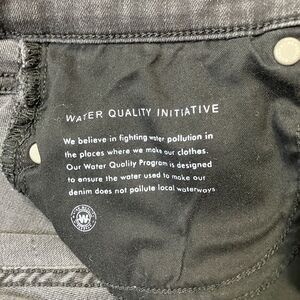 WATER QUALITY INITIATIVE
We believe in fighting water pollution in
the places where we make our clothes.
Our Water Quality Program is designed
to ensure the water used to make our
denim does not pollute local waterways
W